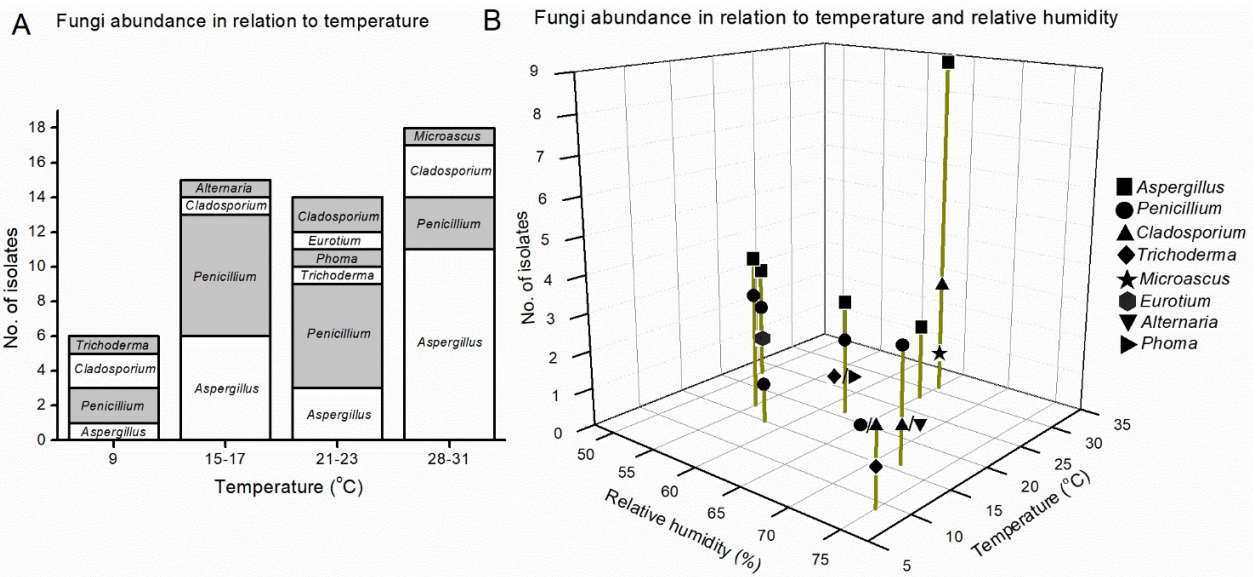 A Fungi abundance in relation to temperature
No. of isolates
18
16
14
12
10
8
6
4
2
0
Trichoderma
Cladosporium
Penicillium
Aspergillus
Alternaria
Cladosporium
Penicillium
Aspergillus
Cladosporium
Eurotium
Phoma
Trichoderma
Penicillium
Aspergillus
Microascus
Cladosporium
Penicillium
Aspergillus
9 15-17 21-23 28-31
Temperature (°C)
B Fungi abundance in relation to temperature and relative humidity
No. of isolates
9
8
7
6
5
4
3
2
1
0
/
/
/
50
55
60
65
70
75
Relative humidity (%)
5
10
15
20
25
30
35
Temperature (°C)
Aspergillus
Penicillium
Cladosporium
Trichoderma
Microascus
Eurotium
Alternaria
Phoma